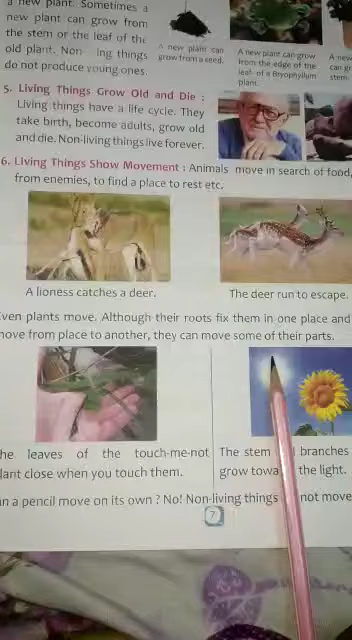 a new plant. Sometimes a
new plant can grow from
the stem or the leaf of the
old plant. Non ing things
do not produce young ones.
A new plant can
grow from a seed.
A new plant can grow
from the edge of the
leaf of a Bryophyllum
plant.
A new
can gr
stem.
5. Living Things Grow Old and Die :
Living things have a life cycle. They
take birth, become adults, grow old
and die. Non-living things live forever.
6. Living Things Show Movement : Animals move in search of food,
from enemies, to find a place to rest etc.
A lioness catches a deer.
The deer run to escape.
Even plants move. Although their roots fix them in one place and
move from place to another, they can move some of their parts.
he leaves of the touch-me-not
lant close when you touch them.
The stem branches
grow towa the light.
an a pencil move on its own ? No! Non-living things not move
7